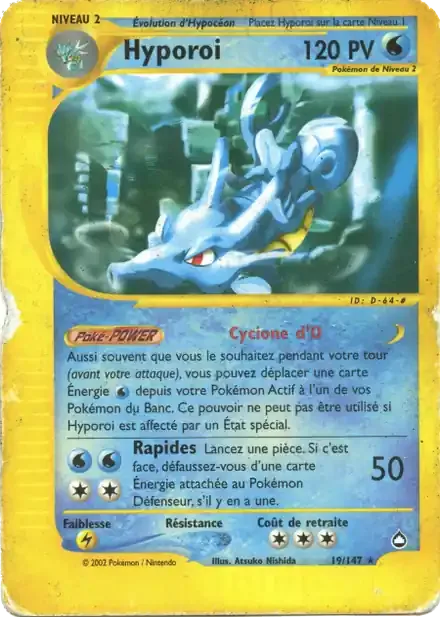 NIVEAU 2 Évolution d'Hypocéan Placez Hyporoi sur la carte Niveau 1
Hyporoi 120 PV
Pokémon de Niveau 2
ID: D-64-#
Poké-POWER Cyclone d'O
Aussi souvent que vous le souhaitez pendant votre tour
(avant votre attaque), vous pouvez déplacer une carte
Énergie depuis votre Pokémon Actif à l'un de vos
Pokémon du Banc. Ce pouvoir ne peut pas être utilisé si
Hyporoi est affecté par un État spécial.
Rapides Lancez une pièce. Si c'est
face, défaussez-vous d'une carte
Énergie attachée au Pokémon
Défenseur, s'il y en a une.
50
Faiblesse Résistance Coût de retraite
© 2002 Pokémon / Nintendo Illus. Atsuko Nishida 19/147 ★